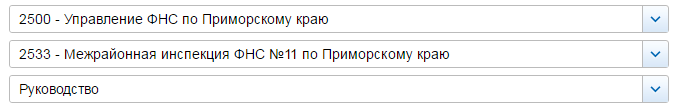 2500 - Управление ФНС по Приморскому краю
2533 - Межрайонная инспекция ФНС №11 по Приморскому краю
Руководство